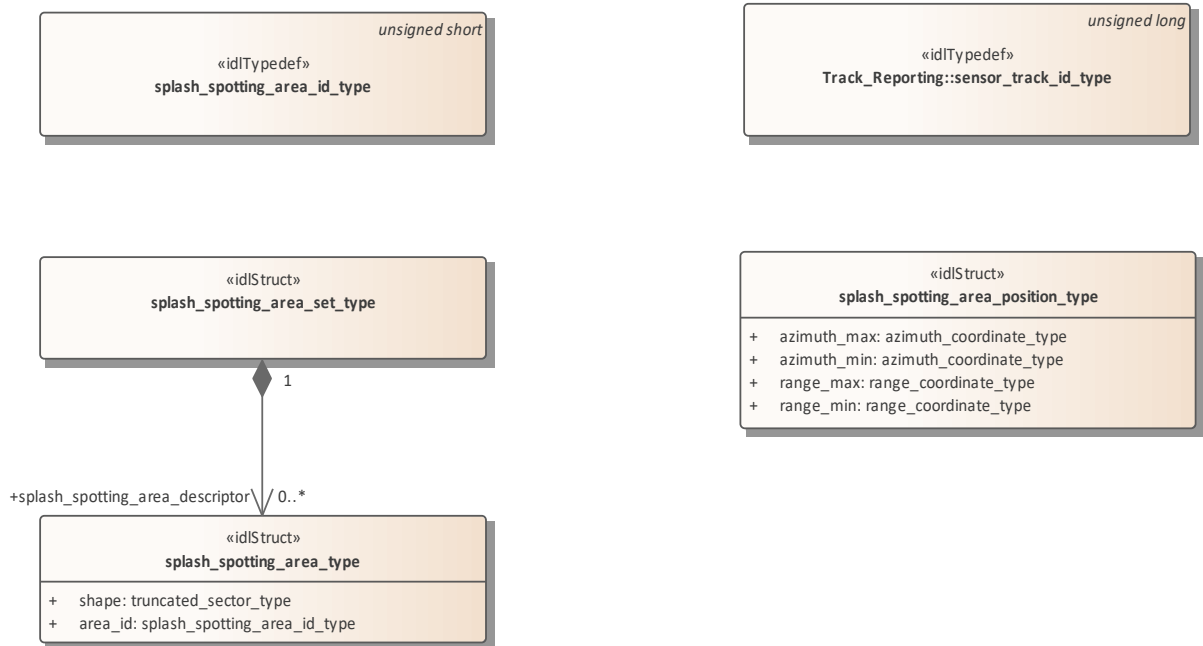 unsigned short
«idlTypedef»
splash_spotting_area_id_type
unsigned long
«idlTypedef»
Track_Reporting::sensor_track_id_type
«idlStruct»
splash_spotting_area_set_type
1
+splash_spotting_area_descriptor
0..*
«idlStruct»
splash_spotting_area_type
+ shape: truncated_sector_type
+ area_id: splash_spotting_area_id_type
«idlStruct»
splash_spotting_area_position_type
+ azimuth_max: azimuth_coordinate_type
+ azimuth_min: azimuth_coordinate_type
+ range_max: range_coordinate_type
+ range_min: range_coordinate_type